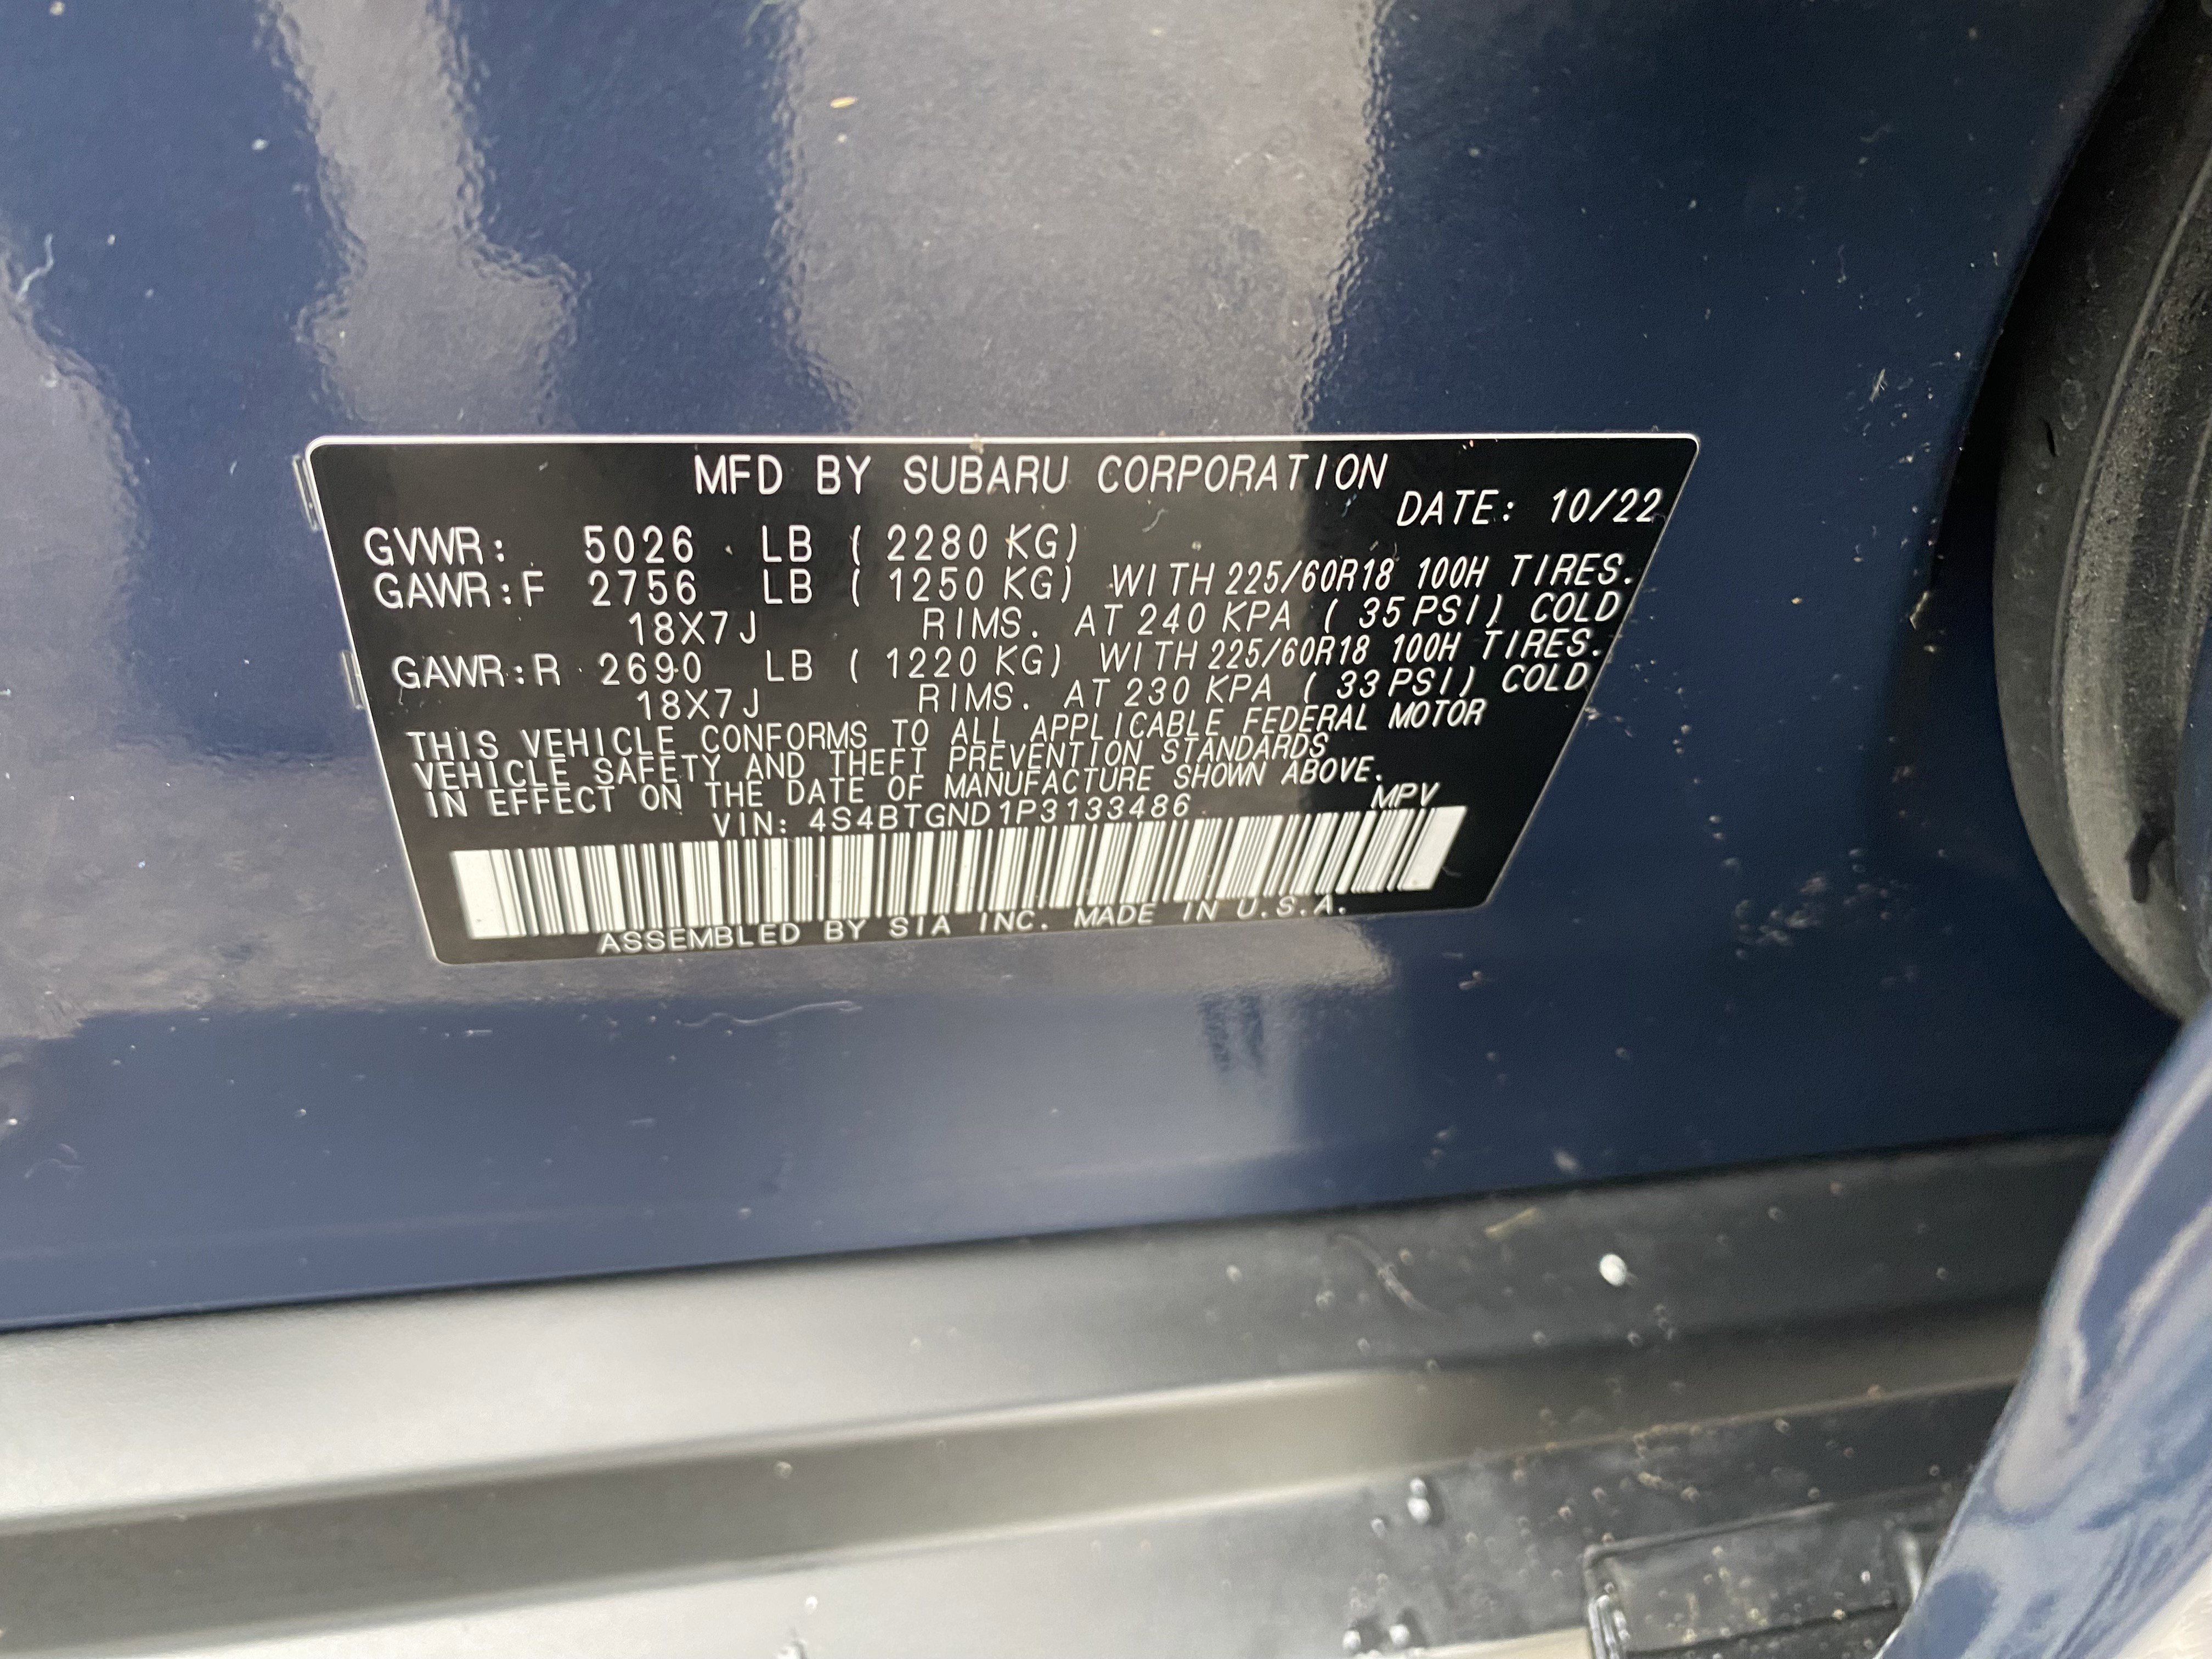 MFD BY SUBARU CORPORATION
DATE: 10/22
GVWR: 5026 LB ( 2280 KG)
GAWR:F 2756 LB ( 1250 KG) WITH 225/60R18 100H TIRES.
18X7J RIMS. AT 240 KPA ( 35 PSI) COLD
GAWR:R 2690 LB ( 1220 KG) WITH 225/60R18 100H TIRES.
18X7J RIMS. AT 230 KPA ( 33 PSI) COLD
THIS VEHICLE CONFORMS TO ALL APPLICABLE FEDERAL MOTOR
VEHICLE SAFETY AND THEFT PREVENTION STANDARDS
IN EFFECT ON THE DATE OF MANUFACTURE SHOWN ABOVE.
VIN: 4S4BTGND1P3133486 MPV
ASSEMBLED BY SIA INC. MADE IN U.S.A.